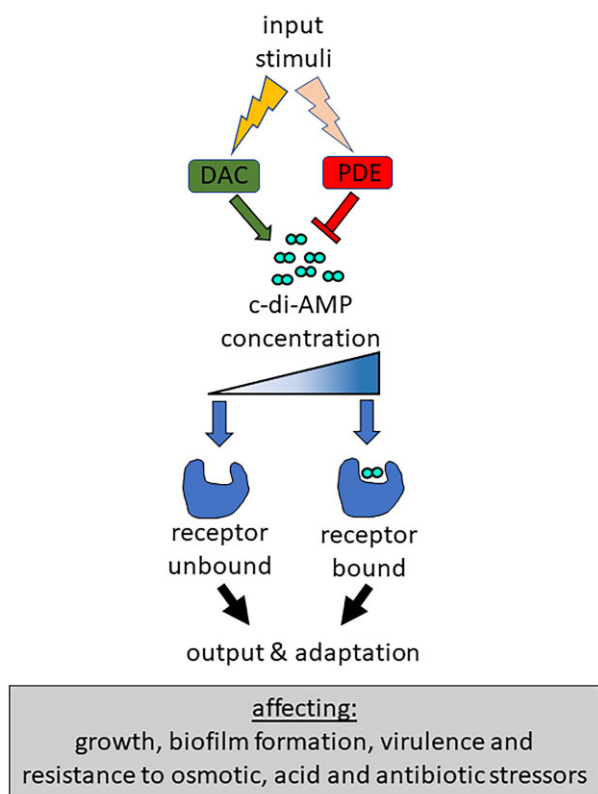 input
stimuli
DAC
PDE
c-di-AMP
concentration
receptor
unbound
receptor
bound
output & adaptation
affecting:
growth, biofilm formation, virulence and
resistance to osmotic, acid and antibiotic stressors